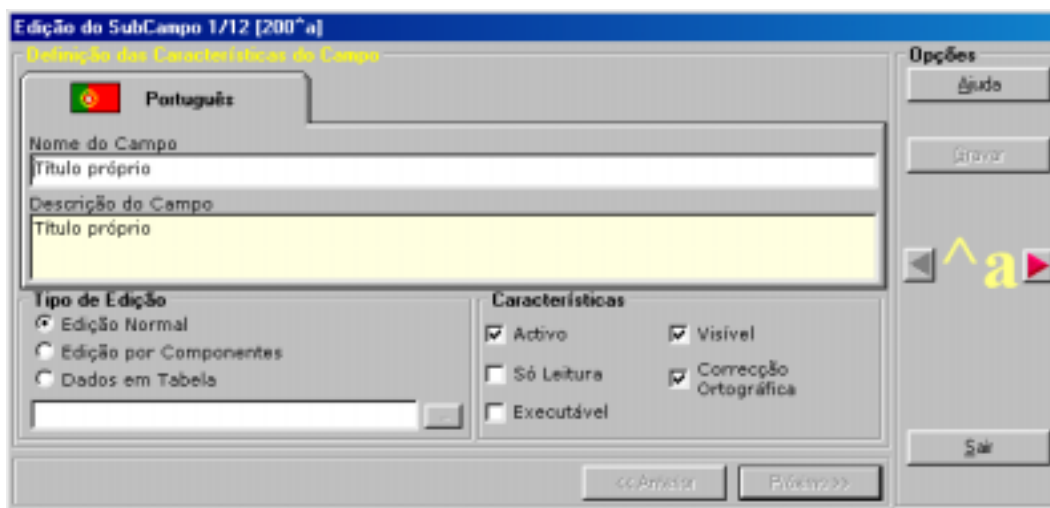 Edição do SubCampo 1/12 [200^a]
Definição das Características do Campo
Português
Nome do Campo
Título próprio
Descrição do Campo
Título próprio
Tipo de Edição
Edição Normal
Edição por Componentes
Dados em Tabela
...
Características
Activo
Visível
Só Leitura
Correcção
Ortográfica
Executável
<< Anterior
Próximo >>
Opções
Ajuda
Gravar
^a
Sair